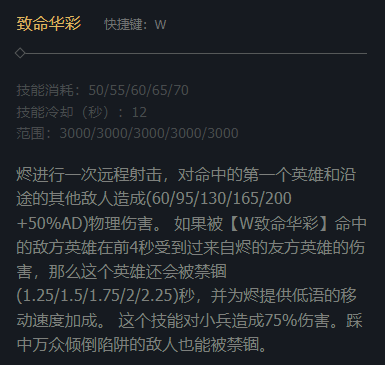 致命华彩 快捷键：W
技能消耗：50/55/60/65/70
技能冷却（秒）：12
范围：3000/3000/3000/3000/3000
烬进行一次远程射击，对命中的第一个英雄和沿
途的其他敌人造成(60/95/130/165/200
+50%AD)物理伤害。 如果被【W致命华彩】命中
的敌方英雄在前4秒受到过来自烬的友方英雄的伤
害，那么这个英雄还会被禁锢
(1.25/1.5/1.75/2/2.25)秒，并为烬提供低语的移
动速度加成。 这个技能对小兵造成75%伤害。踩
中万众倾倒陷阱的敌人也能被禁锢。